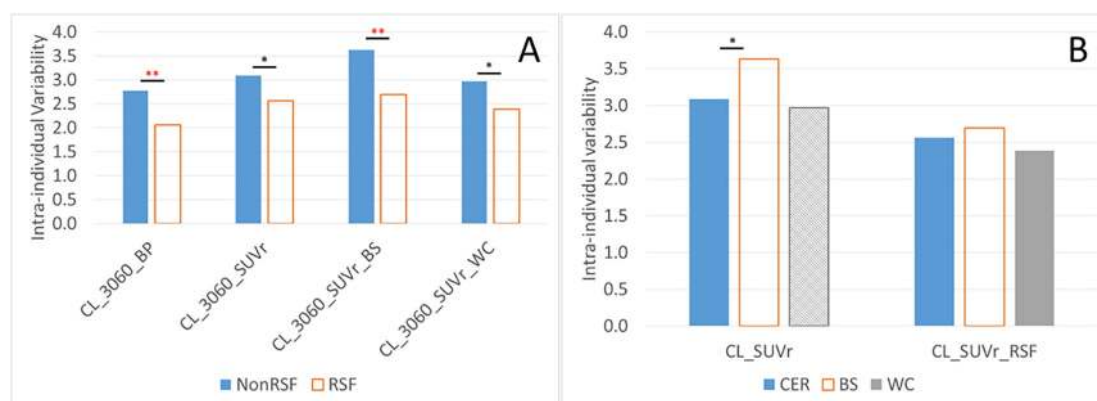 A
Intra-individual Variability
4.0
3.5
3.0
2.5
2.0
1.5
1.0
0.5
0.0
**
*
**
*
CL_3060_BP
CL_3060_SUVr
CL_3060_SUVr_BS
CL_3060_SUVr_WC
NonRSF RSF
B
Intra-individual variability
4.0
3.5
3.0
2.5
2.0
1.5
1.0
0.5
0.0
*
CL_SUVr CL_SUVr_RSF
CER BS WC